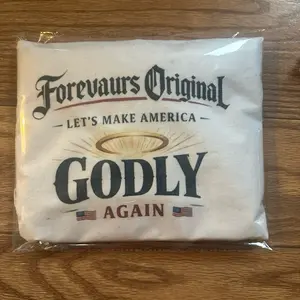 Forevaurs Original
LET'S MAKE AMERICA
GODLY
AGAIN